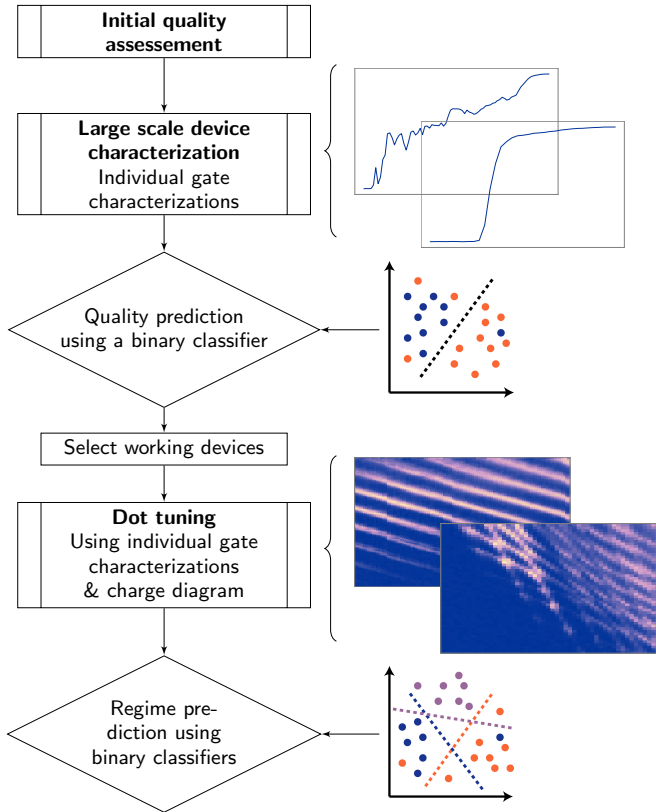 Initial quality
assessement
Large scale device
characterization
Individual gate
characterizations
Quality prediction
using a binary classifier
Select working devices
Dot tuning
Using individual gate
characterizations
& charge diagram
Regime pre-
diction using
binary classifiers